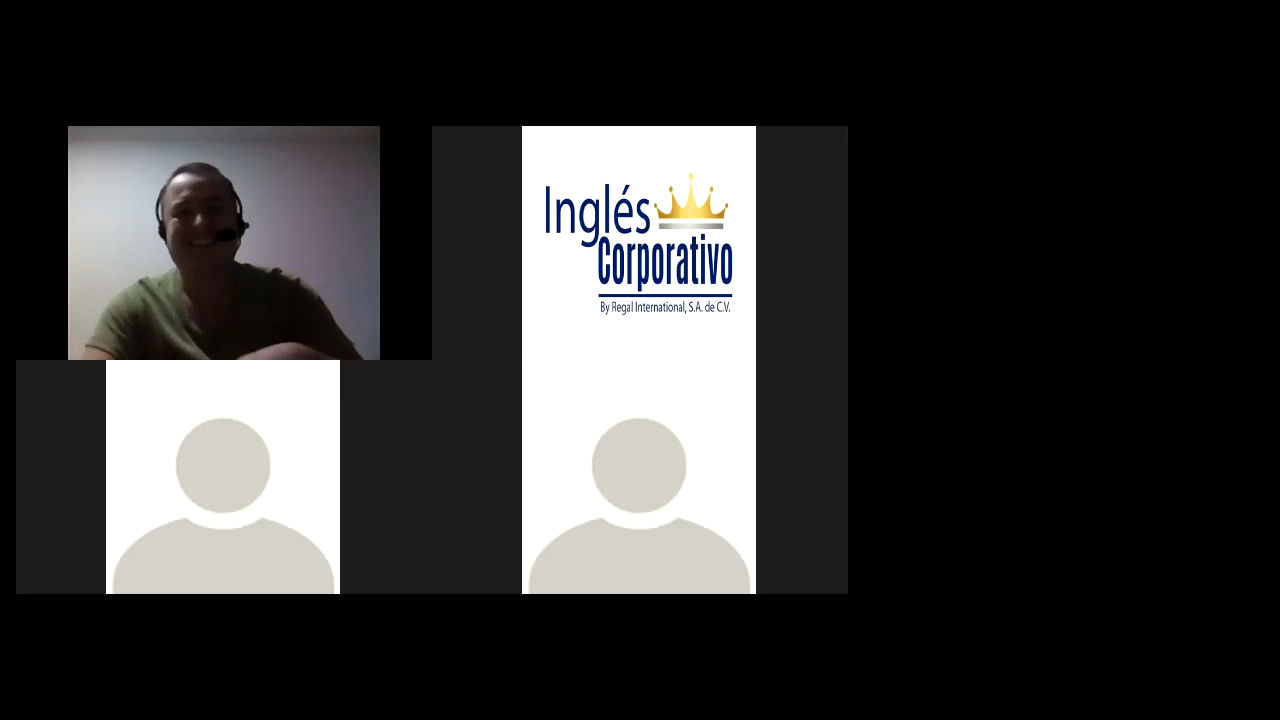 Inglés
Corporativo
By Regal International, S.A. de C.V.